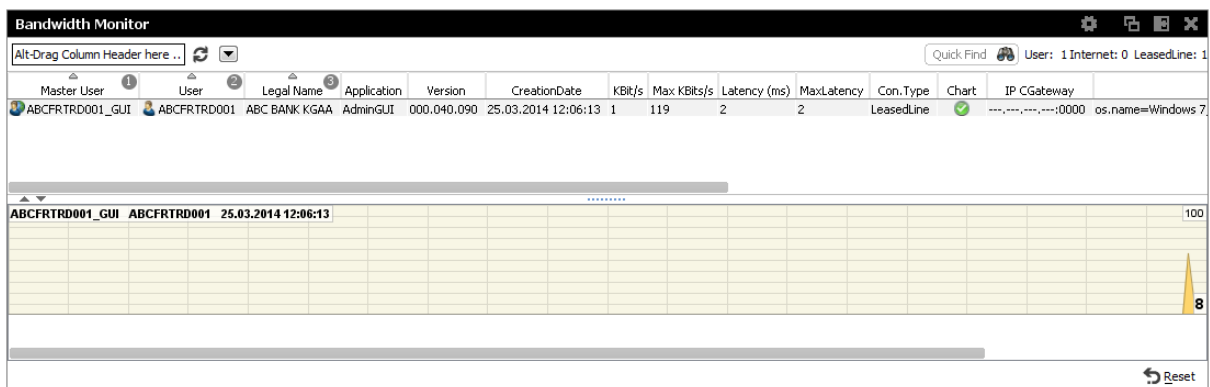 Bandwidth Monitor
Alt-Drag Column Header here .. Quick Find User: 1 Internet: 0 LeasedLine: 1
Master User 1 User 2 Legal Name 3 Application Version CreationDate KBit/s Max KBits/s Latency (ms) MaxLatency Con.Type Chart IP CGateway
ABCFRTRD001_GUI ABCFRTRD001 ABC BANK KGAA AdminGUI 000.040.090 25.03.2014 12:06:13 1 119 2 2 LeasedLine ---.---.---.---:0000 os.name=Windows 7
ABCFRTRD001_GUI ABCFRTRD001 25.03.2014 12:06:13 100
8
Reset